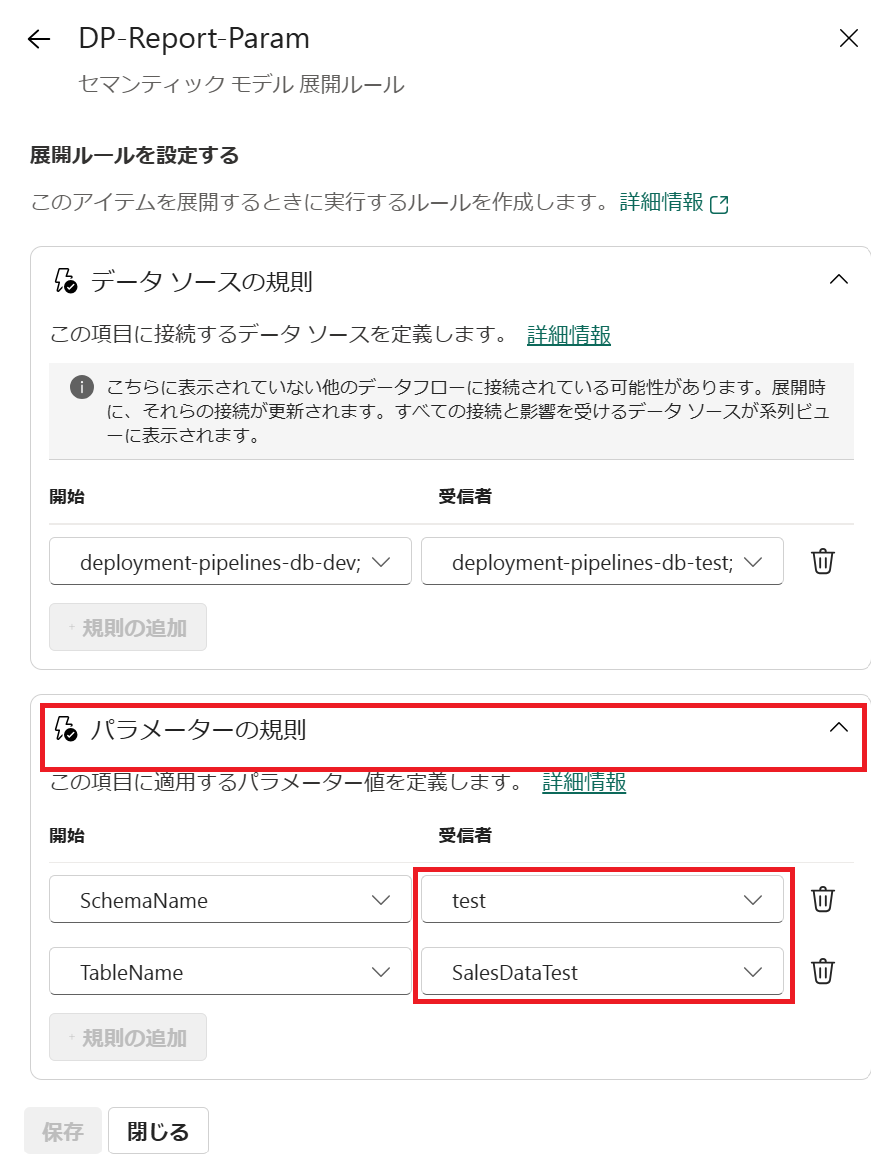 DP-Report-Param
セマンティック モデル 展開ルール
展開ルールを設定する
このアイテムを展開するときに実行するルールを作成します。詳細情報
データ ソースの規則
この項目に接続するデータ ソースを定義します。 詳細情報
こちらに表示されていない他のデータフローに接続されている可能性があります。展開時
に、それらの接続が更新されます。すべての接続と影響を受けるデータ ソースが系列ビュ
ーに表示されます。
開始 受信者
deployment-pipelines-db-dev; deployment-pipelines-db-test;
+ 規則の追加
パラメーターの規則
この項目に適用するパラメーター値を定義します。 詳細情報
開始 受信者
SchemaName test
TableName SalesDataTest
+ 規則の追加
保存 閉じる